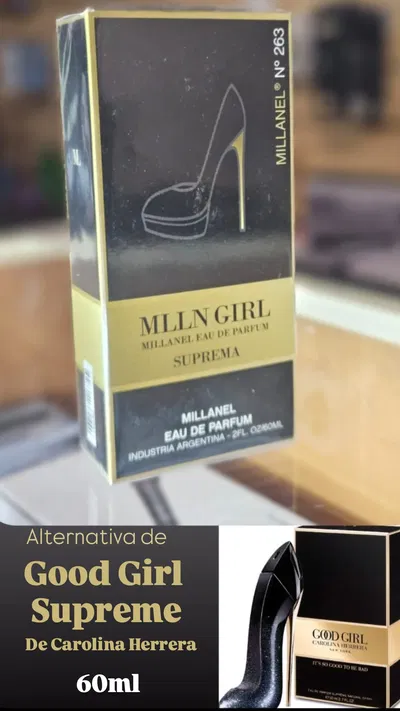 MILLANEL® Nº 263
MLLN GIRL
MILLANEL EAU DE PARFUM
SUPREMA
MILLANEL
EAU DE PARFUM
INDUSTRIA ARGENTINA - 2FL. OZ/60ML
Alternativa de
Good Girl
Supreme
De Carolina Herrera
60ml
GOOD GIRL
CAROLINA HERRERA
NEW YORK
IT'S SO GOOD TO BE BAD